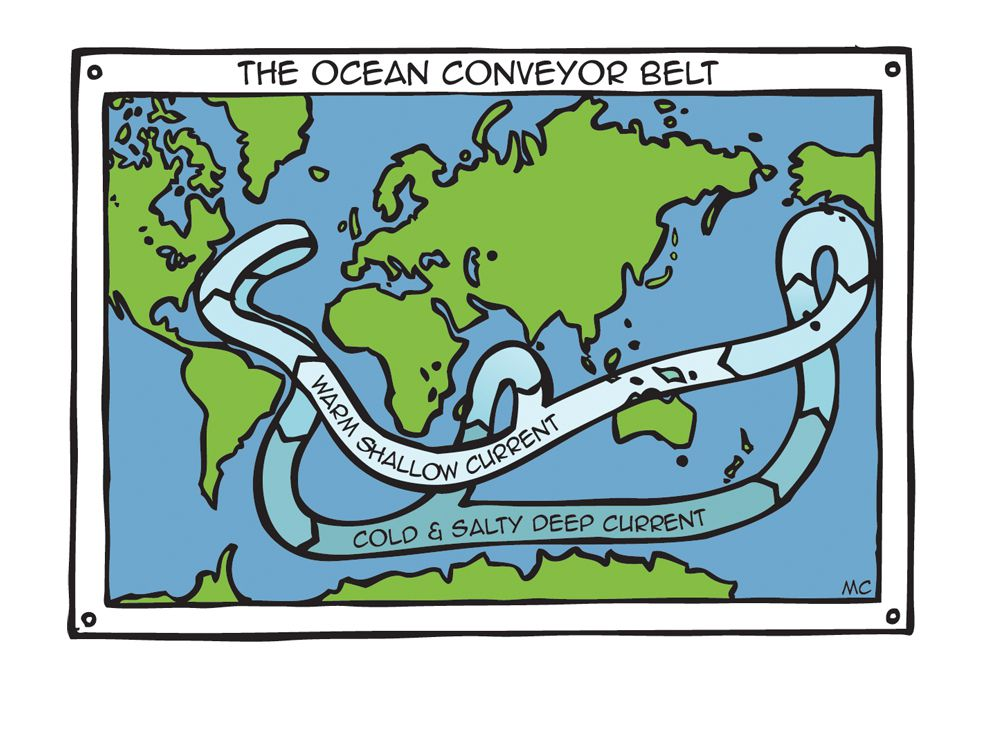 THE OCEAN CONVEYOR BELT
WARM SHALLOW CURRENT
COLD & SALTY DEEP CURRENT
MC